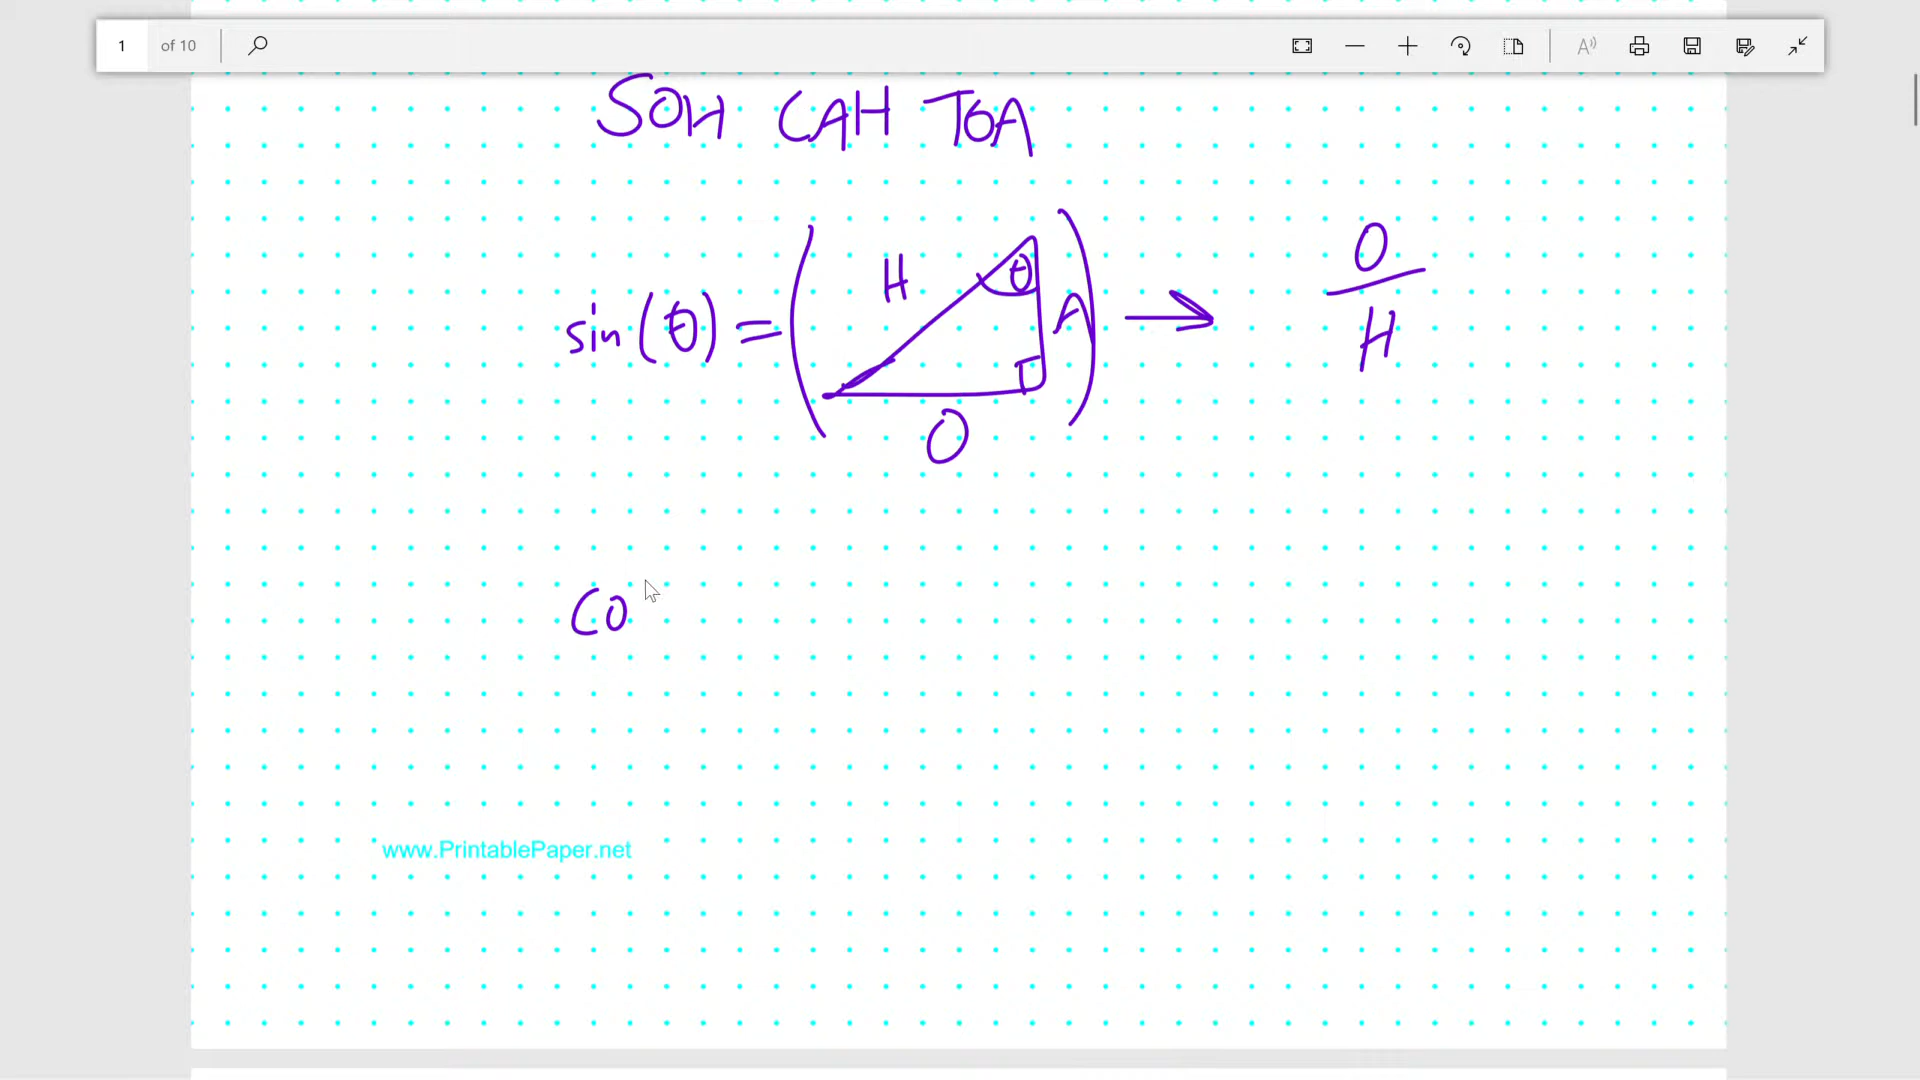 1 of 10
SOH CAH TOA
sin(θ) = ( H θ A O ) → O / H
CO
www.PrintablePaper.net